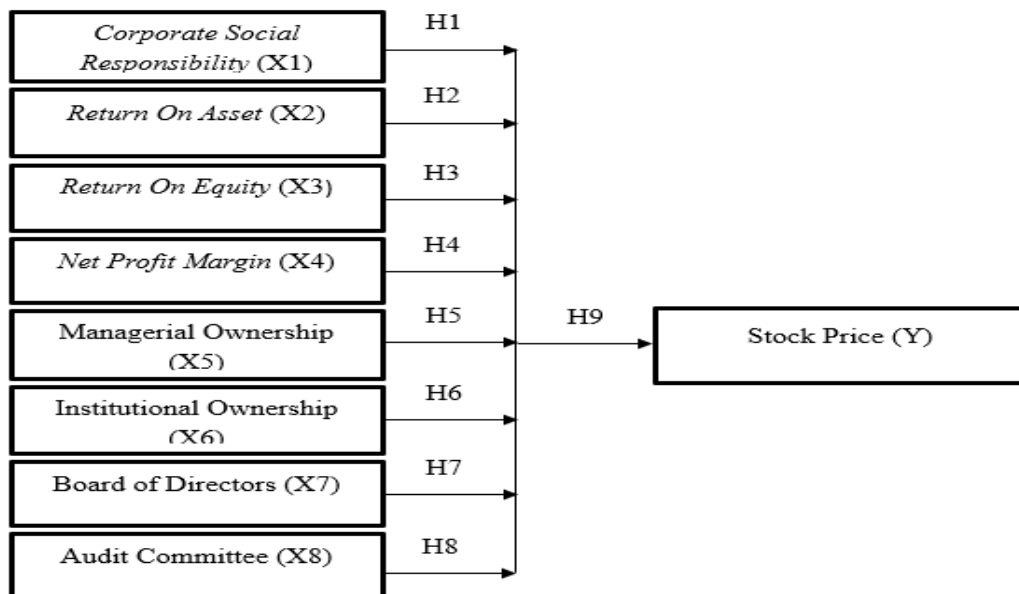 Corporate Social
Responsibility (X1)
H1
Return On Asset (X2)
H2
Return On Equity (X3)
H3
Net Profit Margin (X4)
H4
Managerial Ownership
(X5)
H5
H9
Stock Price (Y)
Institutional Ownership
(X6)
H6
Board of Directors (X7)
H7
Audit Committee (X8)
H8